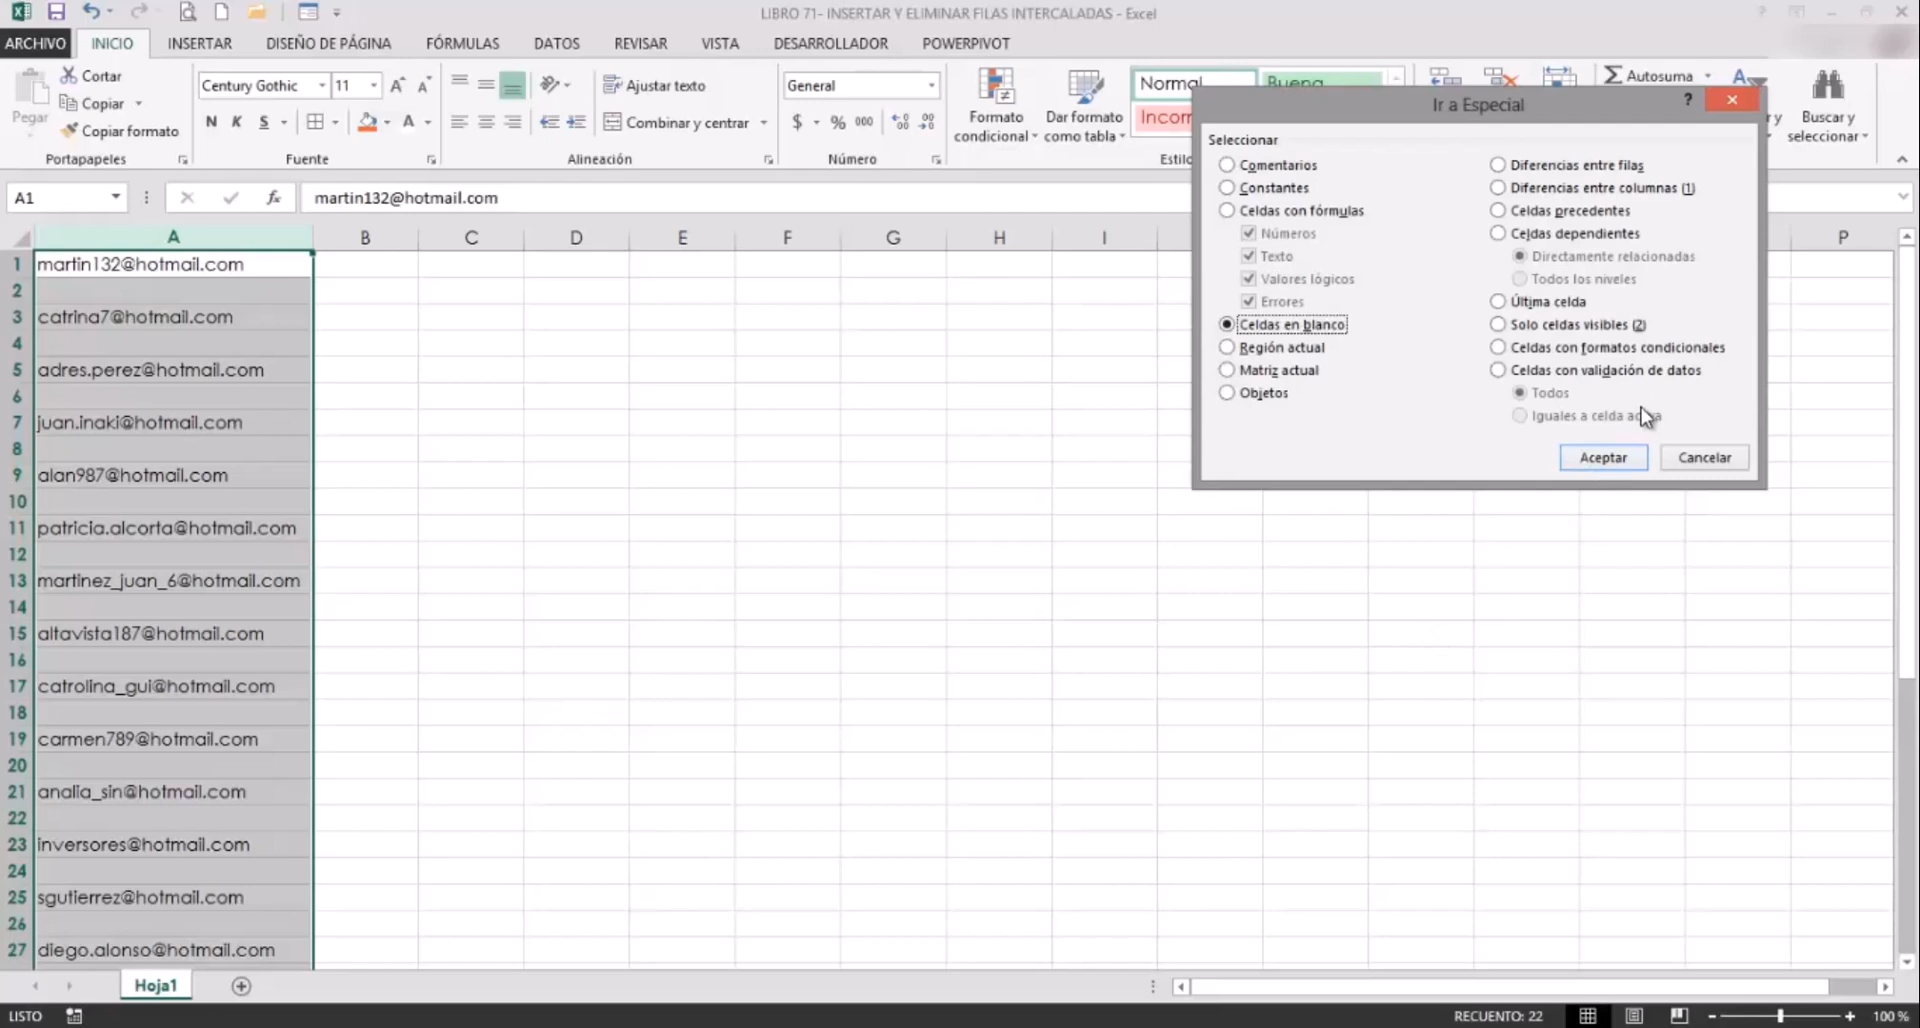 LIBRO 71- INSERTAR Y ELIMINAR FILAS INTERCALADAS - Excel
ARCHIVO INICIO INSERTAR DISEÑO DE PÁGINA FÓRMULAS DATOS REVISAR VISTA DESARROLLADOR POWERPIVOT
Cortar
Copiar
Copiar formato
Pegar
Portapapeles
Century Gothic 11
N K S
Fuente
Ajustar texto
Combinar y centrar
Alineación
General
$ % 000
Número
Formato condicional
Dar formato como tabla
Normal Buena
Incorr
Estilo
Autosuma
Buscar y seleccionar
Ir a Especial
Seleccionar
Comentarios
Constantes
Celdas con fórmulas
Números
Texto
Valores lógicos
Errores
Celdas en blanco
Región actual
Matriz actual
Objetos
Diferencias entre filas
Diferencias entre columnas (1)
Celdas precedentes
Celdas dependientes
Directamente relacionadas
Todos los niveles
Última celda
Solo celdas visibles (2)
Celdas con formatos condicionales
Celdas con validación de datos
Todos
Iguales a celda
Aceptar Cancelar
A1 fx martin132@hotmail.com
A B C D E F G H I P
1 martin132@hotmail.com
2
3 catrina7@hotmail.com
4
5 adres.perez@hotmail.com
6
7 juan.inaki@hotmail.com
8
9 alan987@hotmail.com
10
11 patricia.alcorta@hotmail.com
12
13 martinez_juan_6@hotmail.com
14
15 altavista187@hotmail.com
16
17 catrolina_gui@hotmail.com
18
19 carmen789@hotmail.com
20
21 analia_sin@hotmail.com
22
23 inversores@hotmail.com
24
25 sgutierrez@hotmail.com
26
27 diego.alonso@hotmail.com
Hoja1
LISTO RECUENTO: 22 100 %